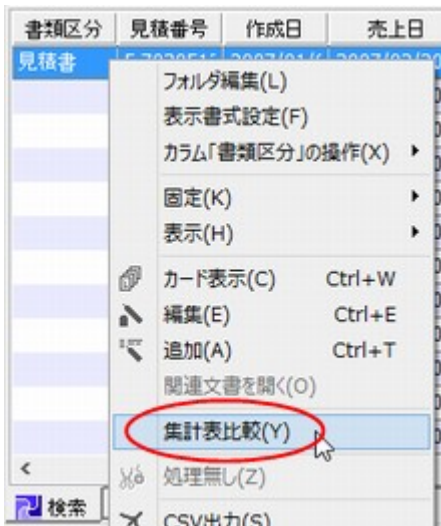 書類区分 見積番号 作成日 売上日
見積書
フォルダ編集(L)
表示書式設定(F)
カラム「書類区分」の操作(X)
固定(K)
表示(H)
カード表示(C) Ctrl+W
編集(E) Ctrl+E
追加(A) Ctrl+T
関連文書を開く(O)
集計表比較(Y)
処理無し(Z)
検索
CSV出力(S)